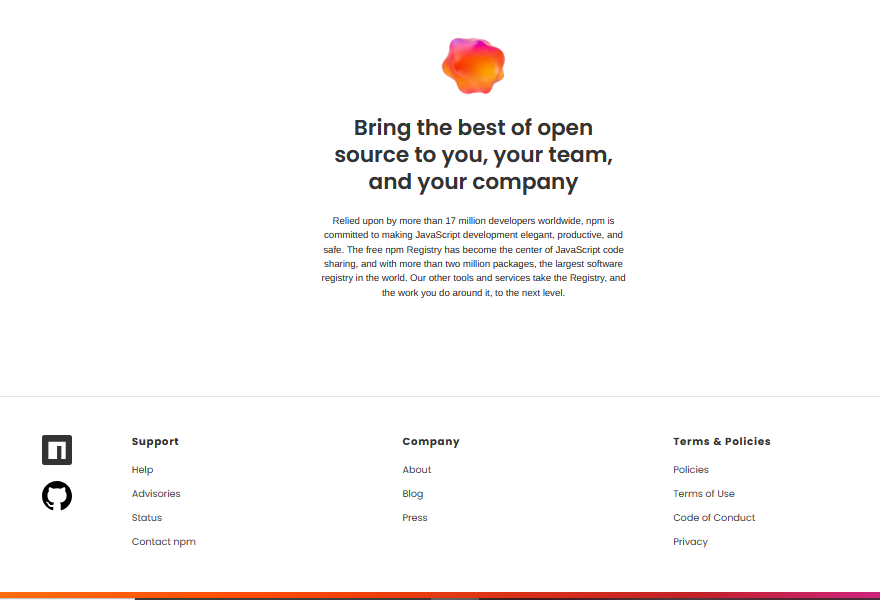 Bring the best of open
source to you, your team,
and your company
Relied upon by more than 17 million developers worldwide, npm is
committed to making JavaScript development elegant, productive, and
safe. The free npm Registry has become the center of JavaScript code
sharing, and with more than two million packages, the largest software
registry in the world. Our other tools and services take the Registry, and
the work you do around it, to the next level.
Support
Help
Advisories
Status
Contact npm
Company
About
Blog
Press
Terms & Policies
Policies
Terms of Use
Code of Conduct
Privacy